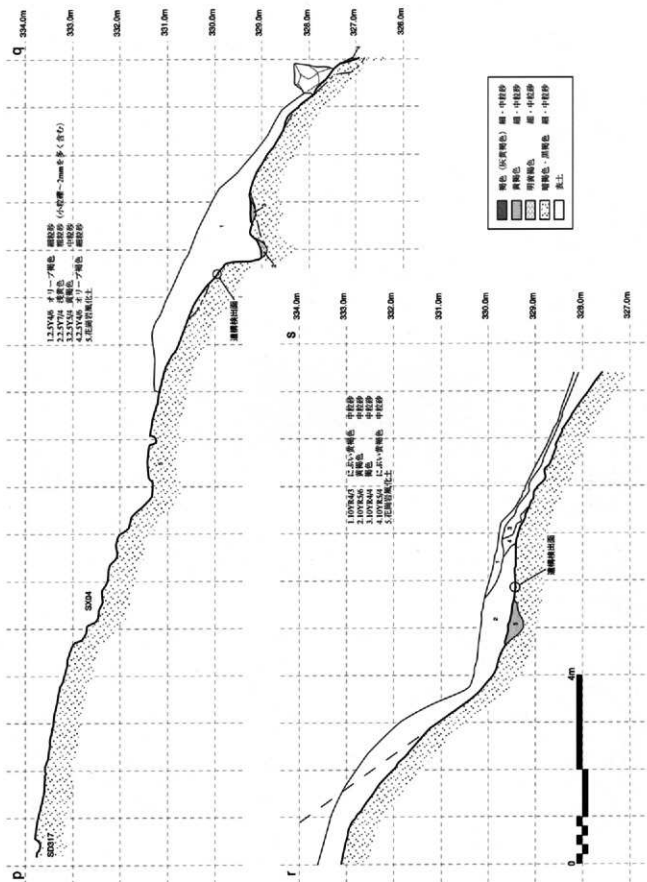 p
q
334.0m
333.0m
332.0m
331.0m
330.0m
329.0m
328.0m
327.0m
326.0m
SD317
SX04
5
1
2
遺構検出面
1.2.5Y4/6 オリーブ褐色 細粒砂
2.2.5Y7/4 浅黄色 粗粒砂 (小粒礫~2mmを多く含む)
3.2.5Y5/4 黄褐色 中粒砂
4.2.5Y4/6 オリーブ褐色 細粒砂
5.花崗岩風化土
r
s
334.0m
333.0m
332.0m
331.0m
330.0m
329.0m
328.0m
327.0m
1
2
3
4
遺構検出面
1.10YR4/3 にぶい黄褐色 中粒砂
2.10YR5/6 黄褐色 中粒砂
3.10YR4/4 褐色 中粒砂
4.10YR5/4 にぶい黄褐色 中粒砂
5.花崗岩風化土
0
4m
褐色(灰黄褐色) 細・中粒砂
黄褐色 細・中粒砂
明黄褐色 細・中粒砂
暗褐色・黒褐色 細・中粒砂
表土